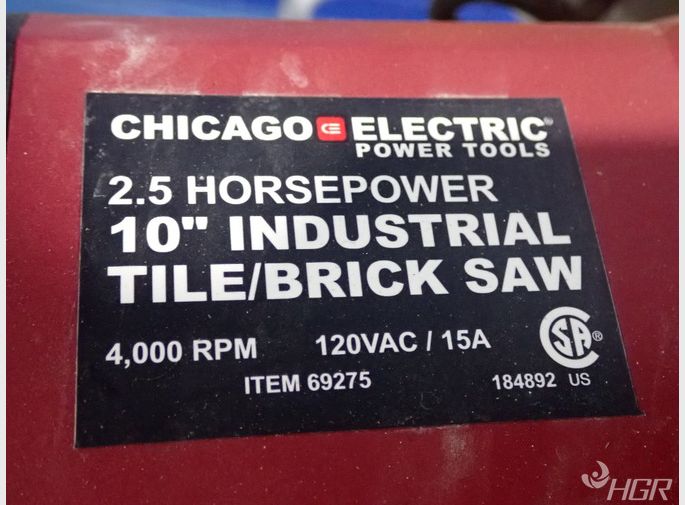 CHICAGO ELECTRIC®
POWER TOOLS
2.5 HORSEPOWER
10" INDUSTRIAL
TILE/BRICK SAW
4,000 RPM 120VAC / 15A
ITEM 69275
CSA®
184892 US
HGR